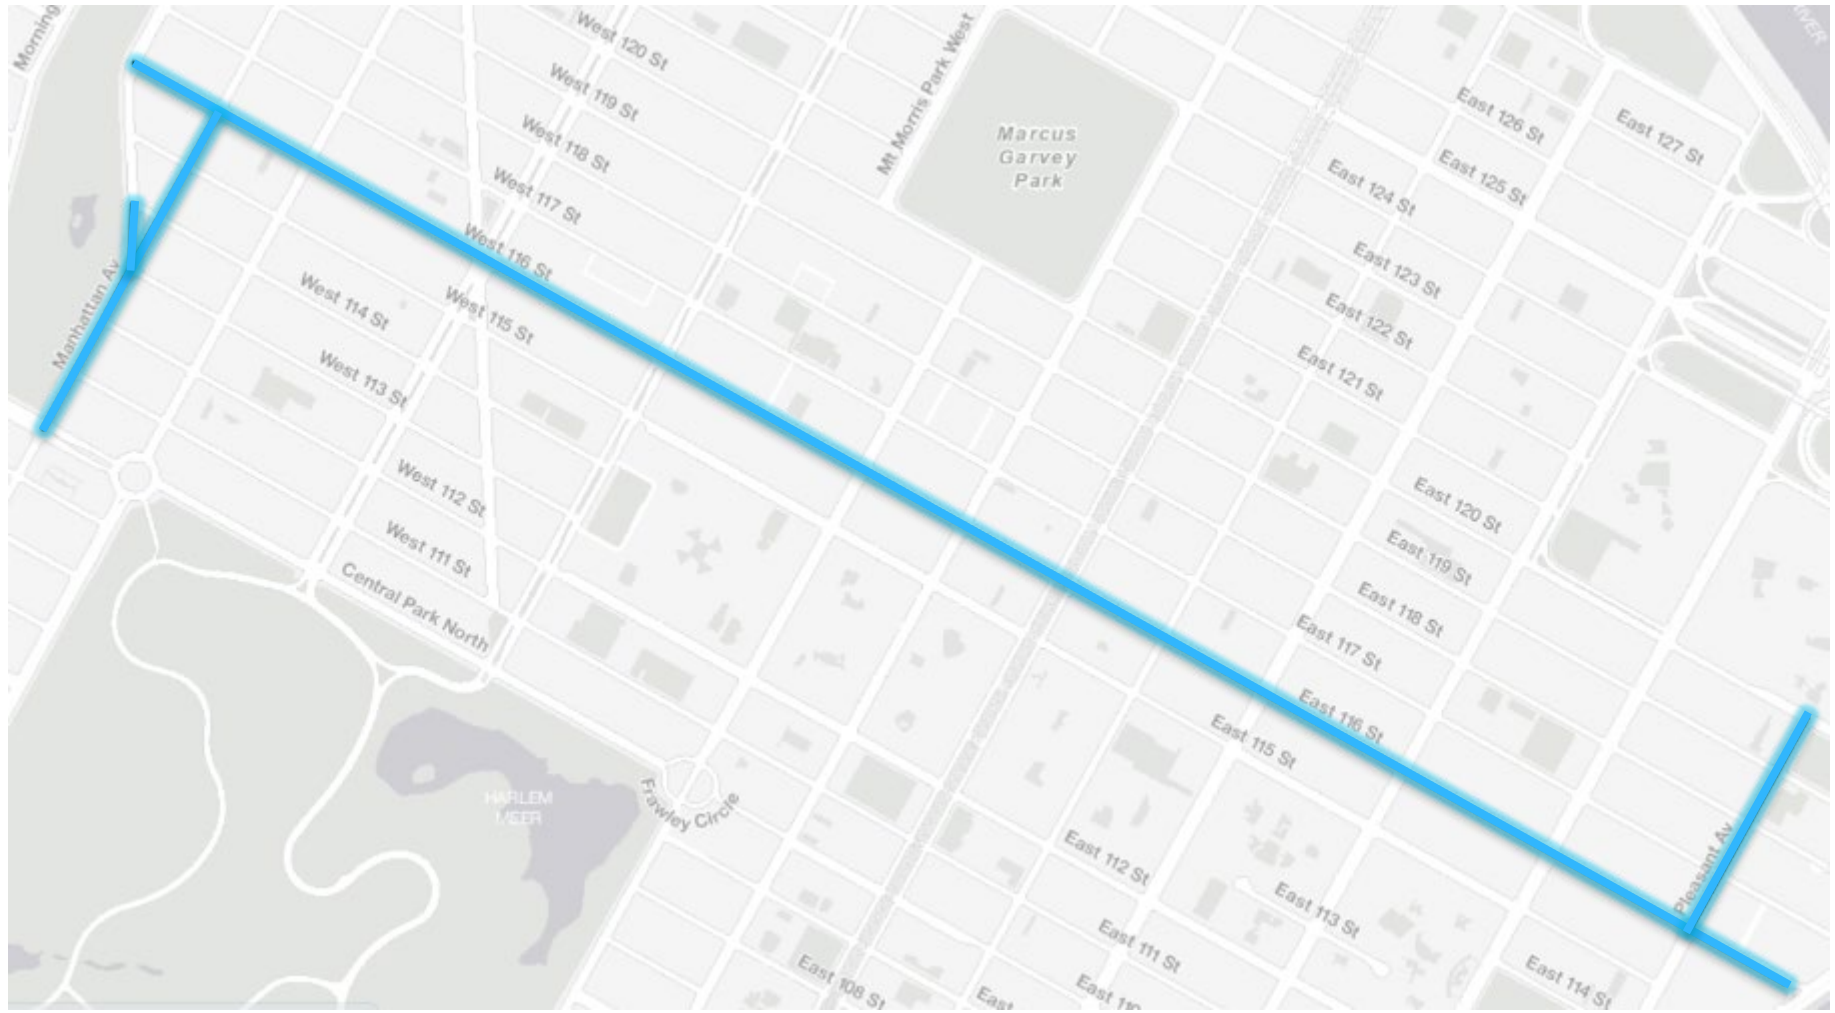 Morning
West 120 St
West 119 St
West 118 St
West 117 St
West 116 St
Mt Morris Park West
Marcus
Garvey
Park
East 126 St
East 127 St
East 125 St
East 124 St
East 123 St
East 122 St
East 121 St
RIVER
Manhattan Av
West 114 St
West 115 St
West 113 St
West 112 St
West 111 St
Central Park North
East 120 St
East 119 St
East 118 St
East 117 St
East 116 St
East 115 St
HARLEM
MEER
Frawley Circle
Pleasant Av
East 112 St
East 113 St
East 111 St
East 114 St
East 108 St
East
East 110